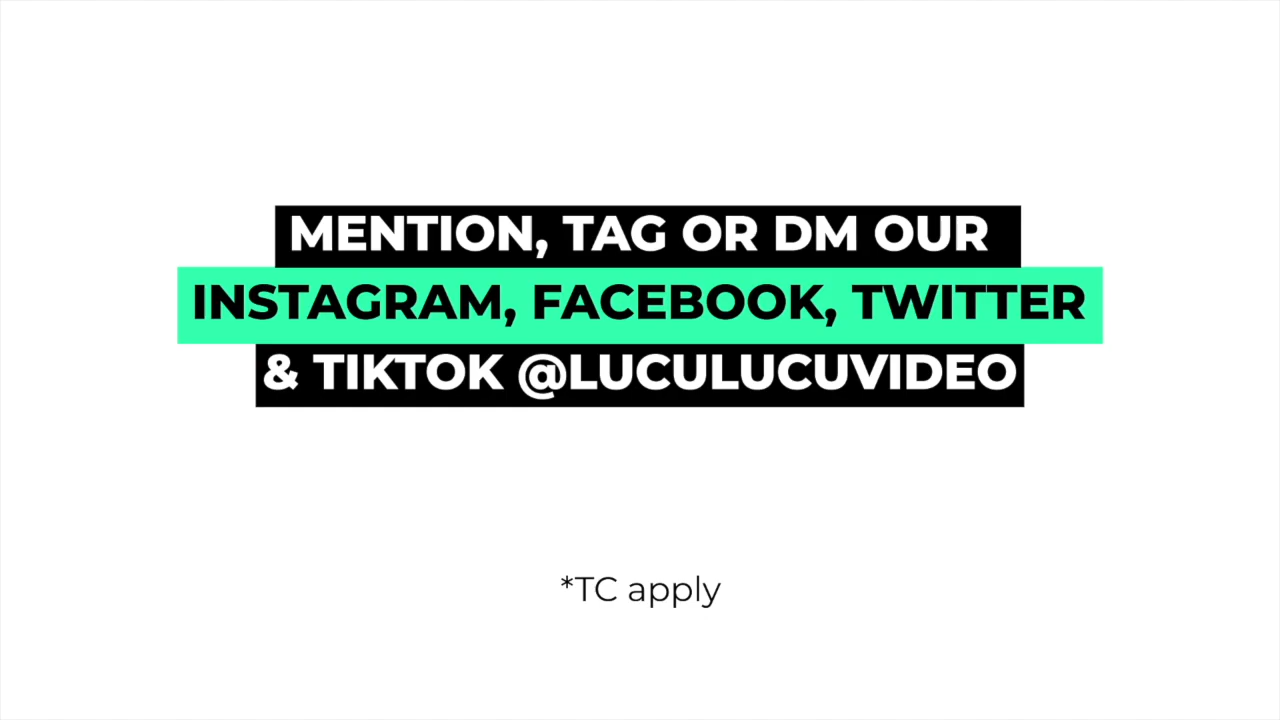 MENTION, TAG OR DM OUR
INSTAGRAM, FACEBOOK, TWITTER
& TIKTOK @LUCULUCUVIDEO
*TC apply